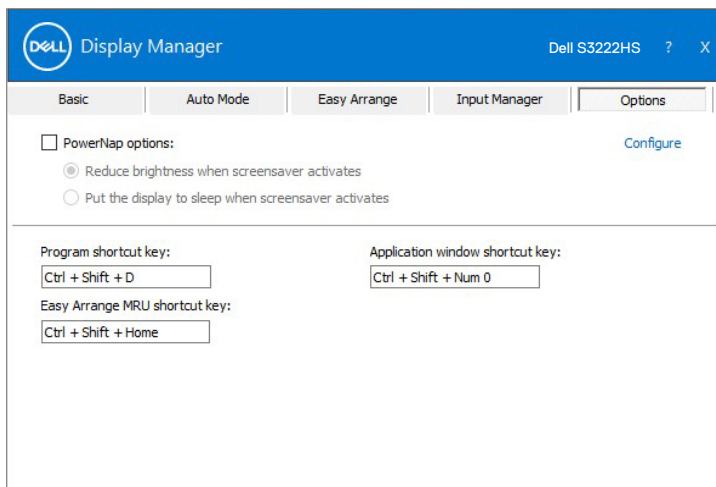 DELL Display Manager
Dell S3222HS ? X
Basic Auto Mode Easy Arrange Input Manager Options
PowerNap options: Configure
Reduce brightness when screensaver activates
Put the display to sleep when screensaver activates
Program shortcut key: Application window shortcut key:
Ctrl + Shift + D Ctrl + Shift + Num 0
Easy Arrange MRU shortcut key:
Ctrl + Shift + Home